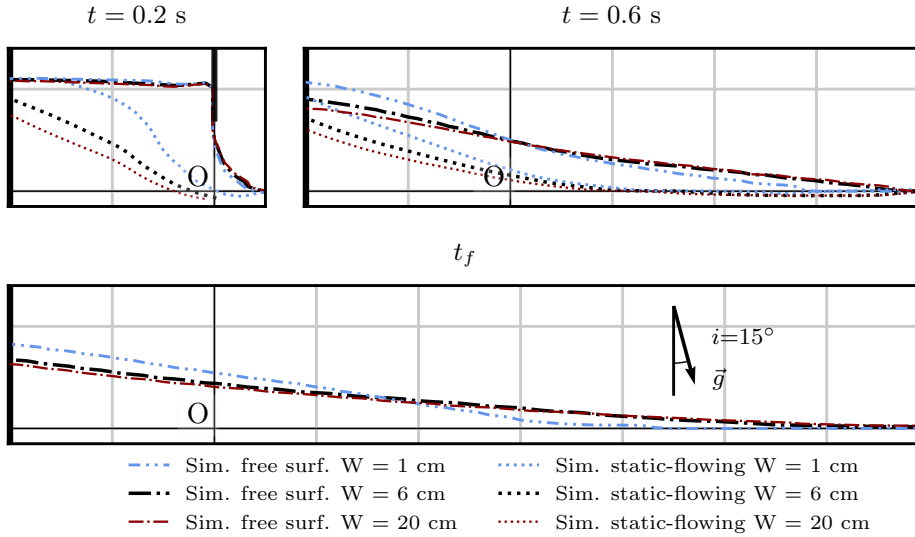 t = 0.2 s
t = 0.6 s
O
O
t_f
i=15°
g⃗
O
Sim. free surf. W = 1 cm
Sim. static-flowing W = 1 cm
Sim. free surf. W = 6 cm
Sim. static-flowing W = 6 cm
Sim. free surf. W = 20 cm
Sim. static-flowing W = 20 cm